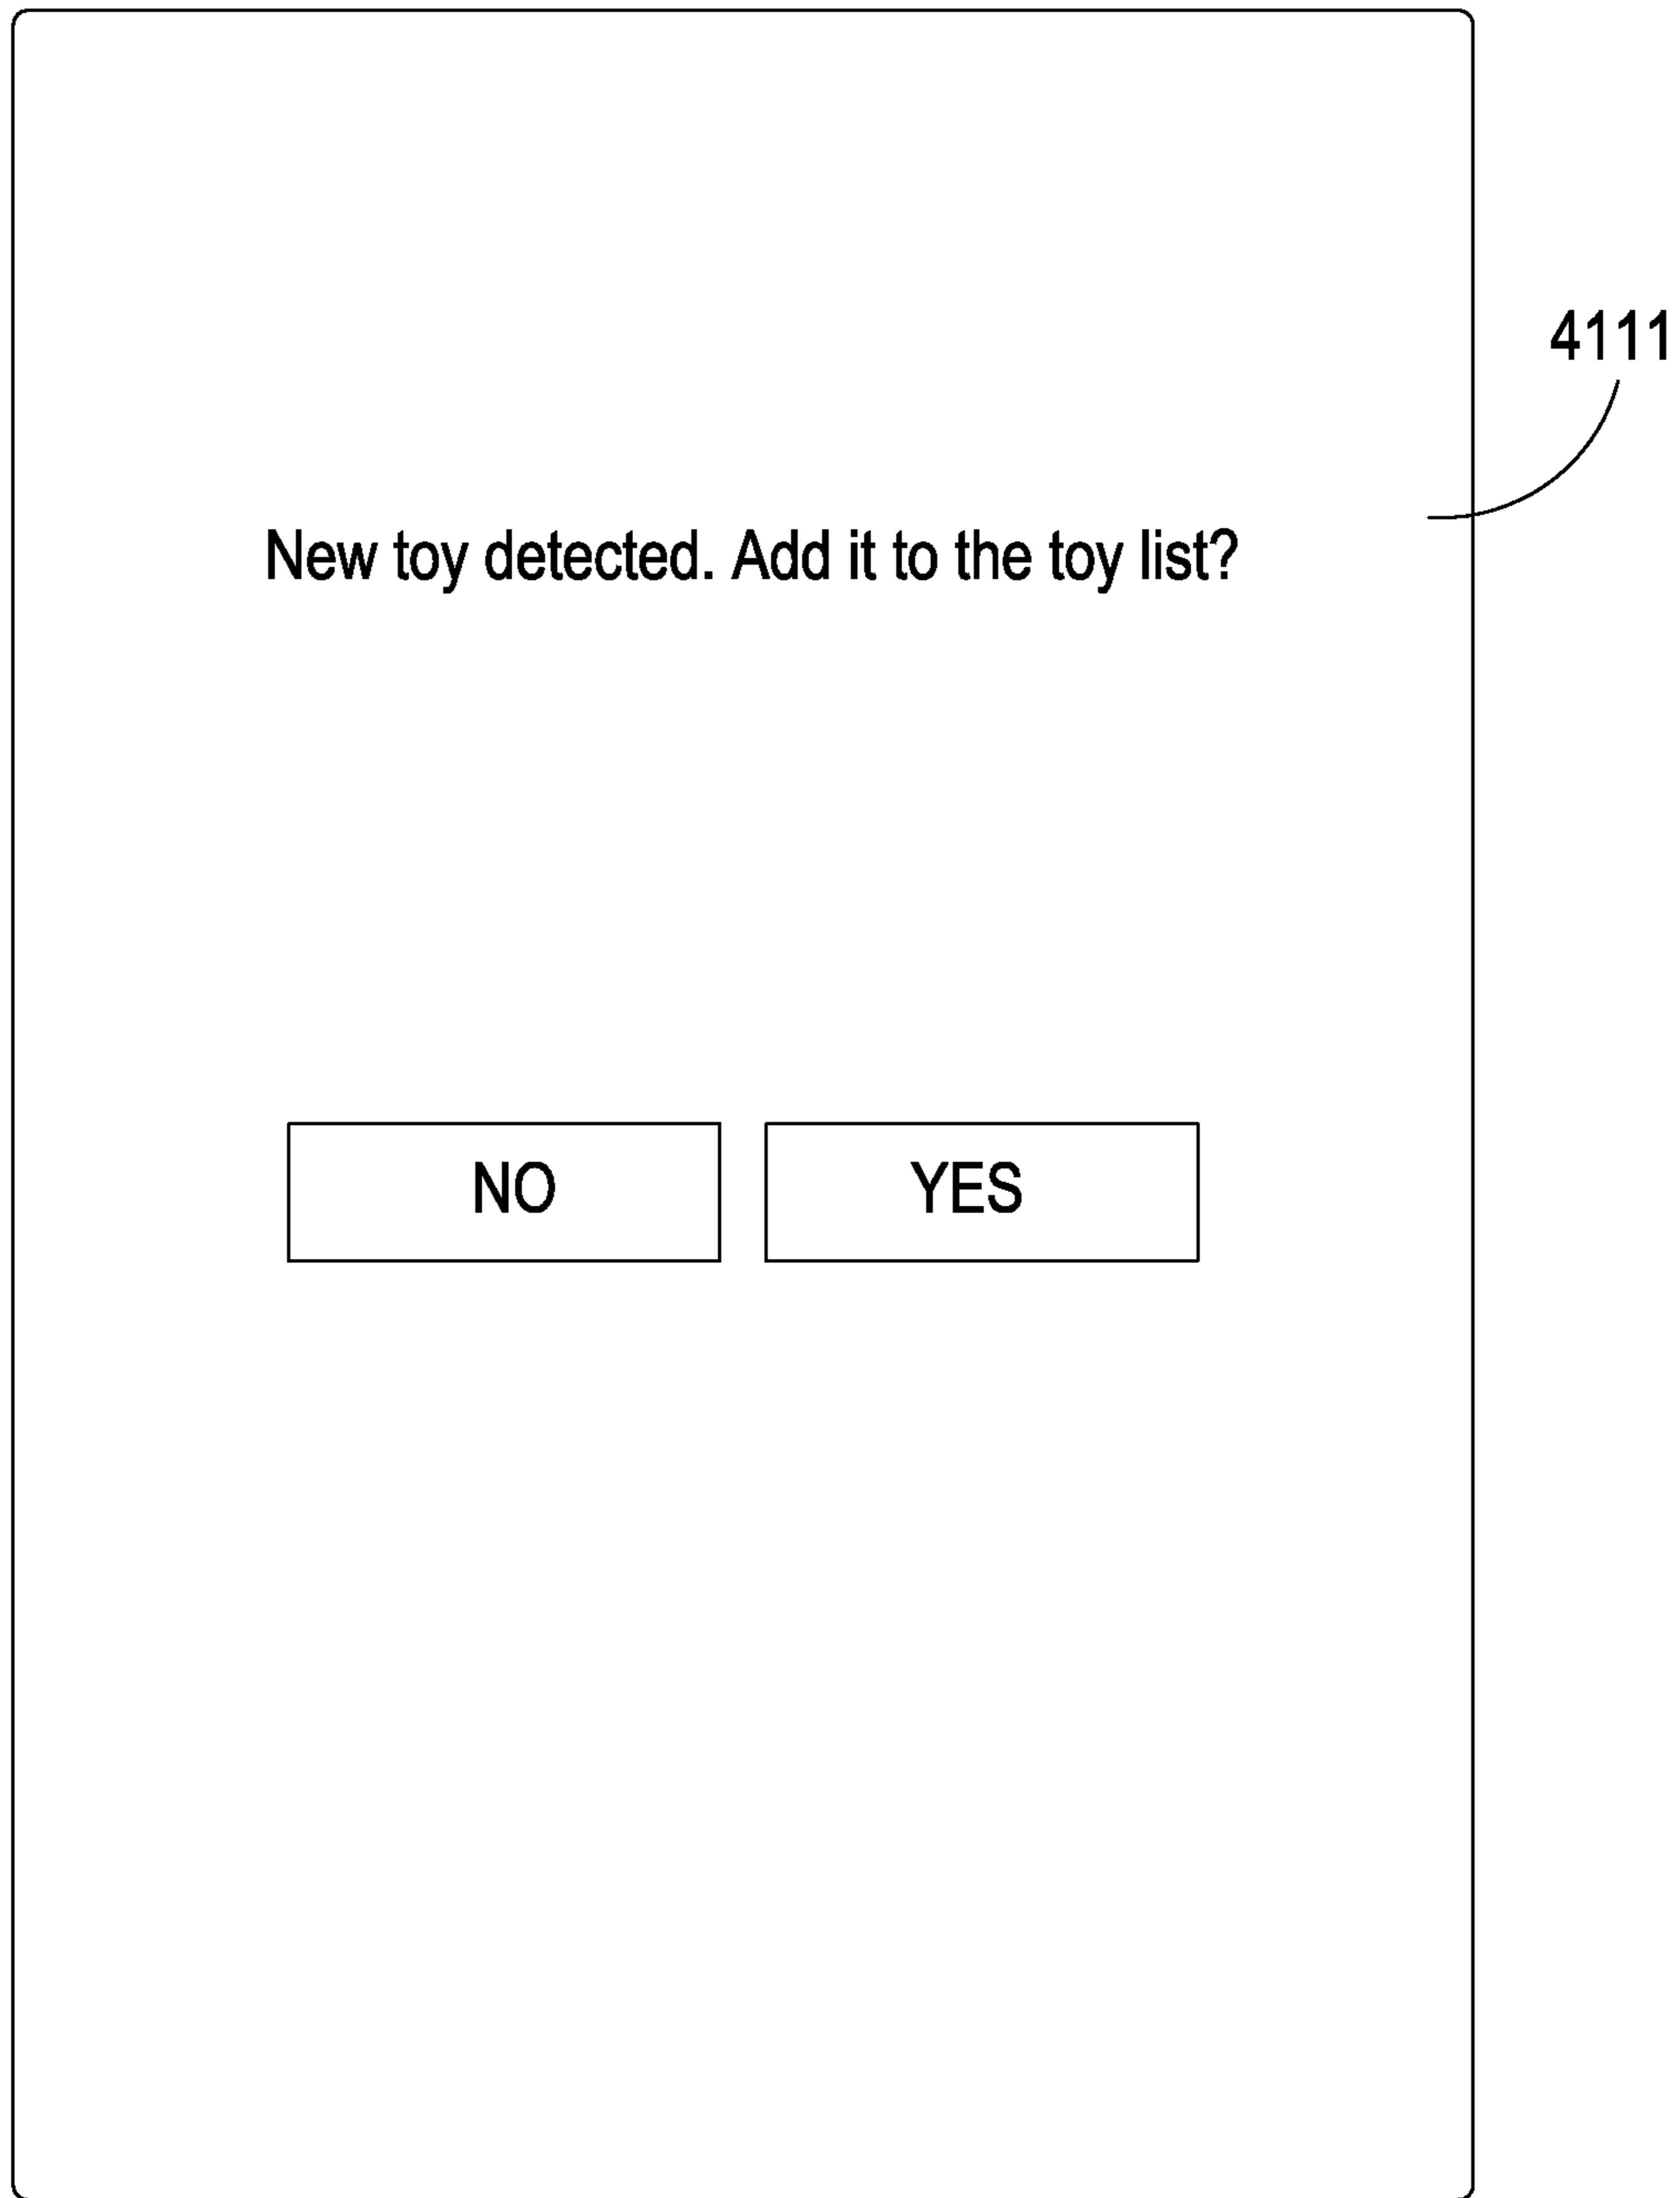 4111
New toy detected. Add it to the toy list?
NO
YES